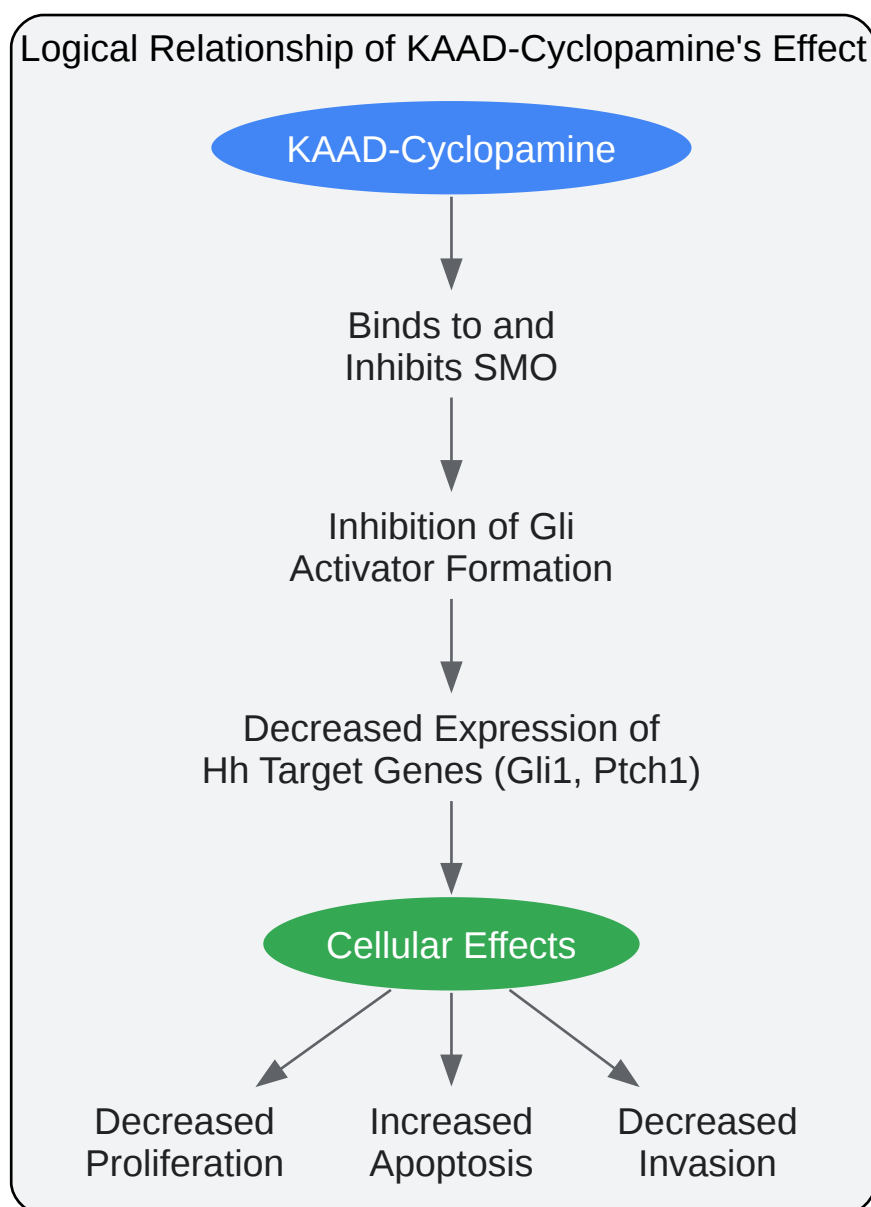 Logical Relationship of KAAD-Cyclopamine's Effect
KAAD-Cyclopamine
Binds to and
Inhibits SMO
Inhibition of Gli
Activator Formation
Decreased Expression of
Hh Target Genes (Gli1, Ptch1)
Cellular Effects
Decreased
Proliferation
Increased
Apoptosis
Decreased
Invasion